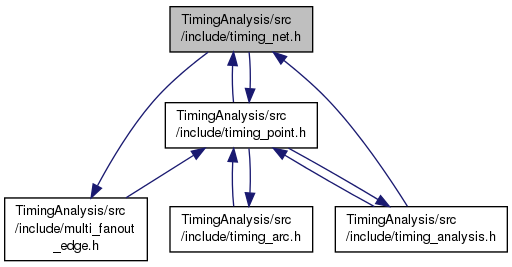 TimingAnalysis/src
/include/timing_net.h
TimingAnalysis/src
/include/timing_point.h
TimingAnalysis/src
/include/multi_fanout
_edge.h
TimingAnalysis/src
/include/timing_arc.h
TimingAnalysis/src
/include/timing_analysis.h